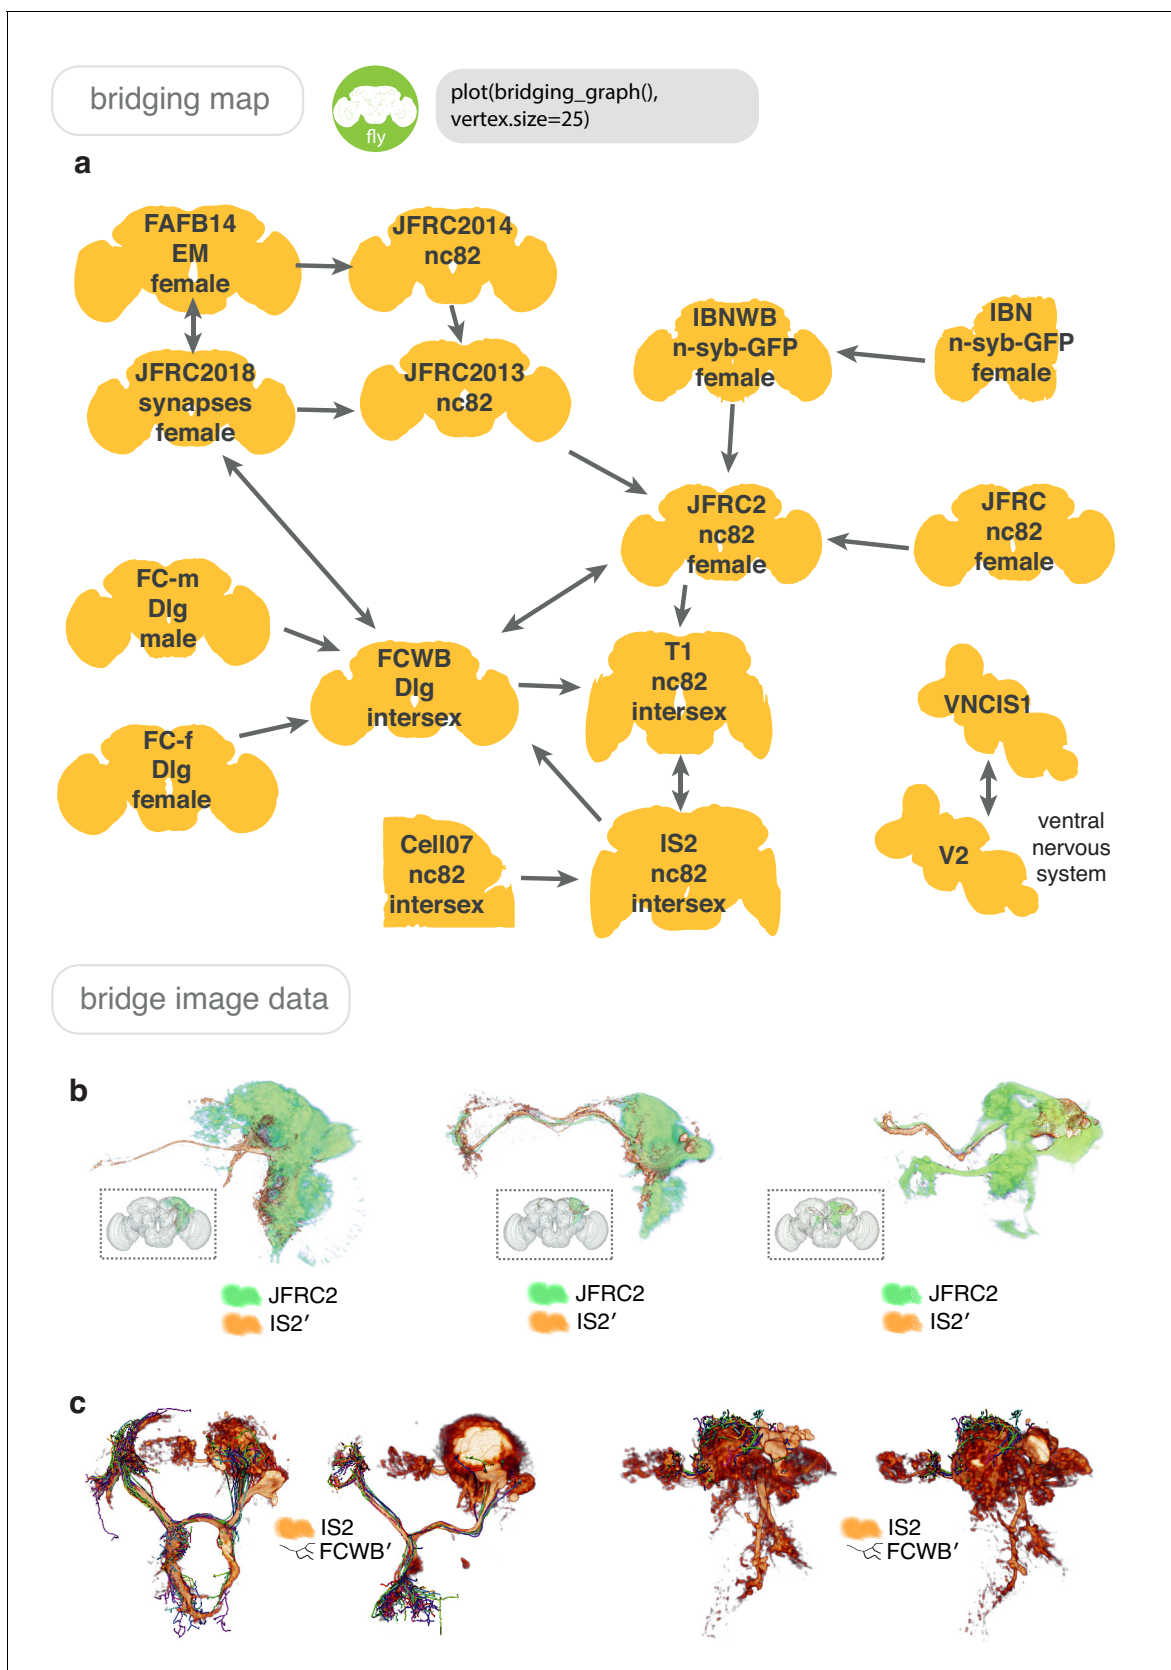 bridging map
fly
plot(bridging_graph(),
vertex.size=25)
a
FAFB14
EM
female
JFRC2014
nc82
JFRC2018
synapses
female
JFRC2013
nc82
IBNWB
n-syb-GFP
female
IBN
n-syb-GFP
female
JFRC2
nc82
female
JFRC
nc82
female
FC-m
Dlg
male
FCWB
Dlg
intersex
T1
nc82
intersex
VNCIS1
FC-f
Dlg
female
Cell07
nc82
intersex
IS2
nc82
intersex
V2
ventral
nervous
system
bridge image data
b
JFRC2
IS2′
JFRC2
IS2′
JFRC2
IS2′
c
IS2
FCWB′
IS2
FCWB′